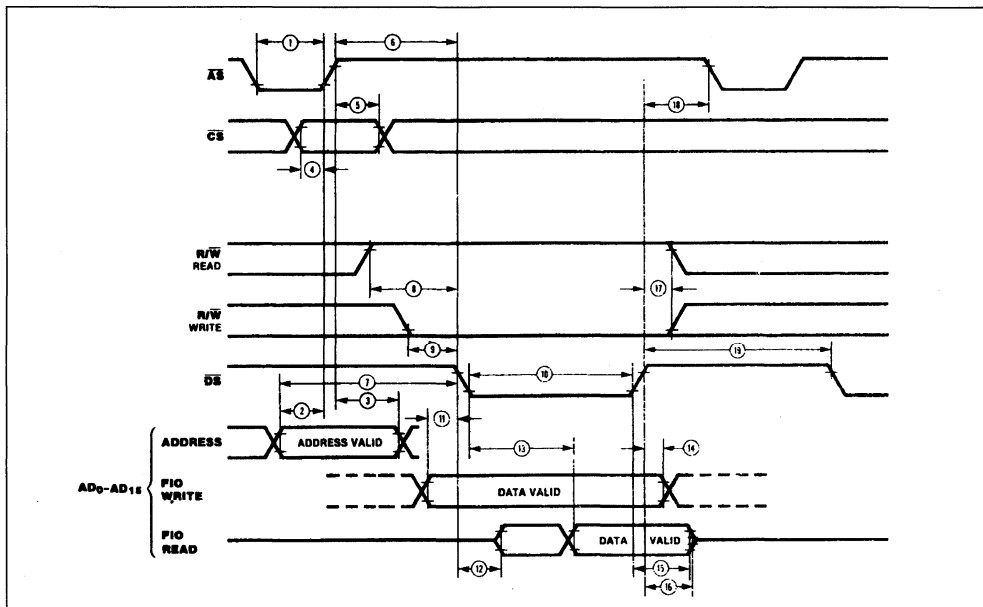 1
6
AS
5
18
CS
4
R/W
READ
8
17
R/W
WRITE
9
19
DS
7
10
2
3
11
ADDRESS
ADDRESS VALID
13
14
AD0-AD15
FIO
WRITE
DATA VALID
FIO
READ
DATA VALID
12
15
16